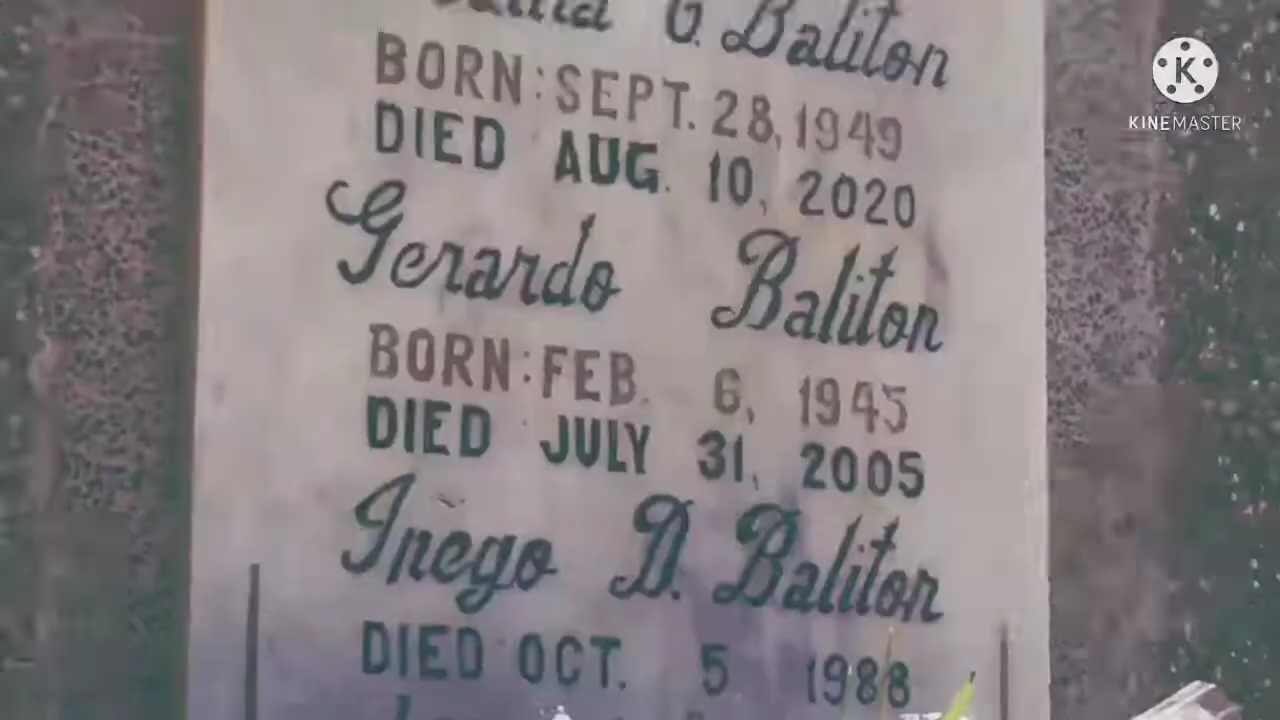 G. Baliton
BORN: SEPT. 28, 1949
DIED AUG. 10, 2020
Gerardo Baliton
BORN: FEB. 6, 1945
DIED JULY 31, 2005
Inego D. Baliton
DIED OCT. 5 1988
K
KINEMASTER